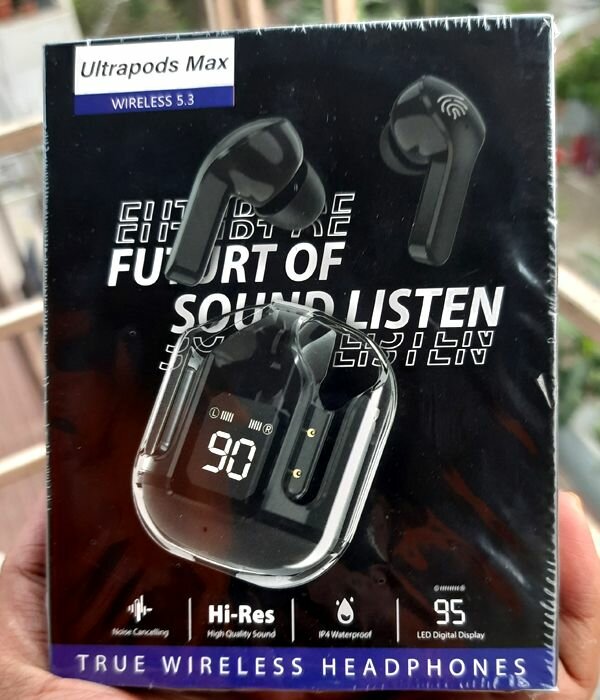 Ultrapods Max
WIRELESS 5.3
FUTURT OF
SOUND LISTEN
LISTEN
L R
90
95
Noise Cancelling
Hi-Res
High Quality Sound
IP4 Waterproof
LED Digital Display
TRUE WIRELESS HEADPHONES